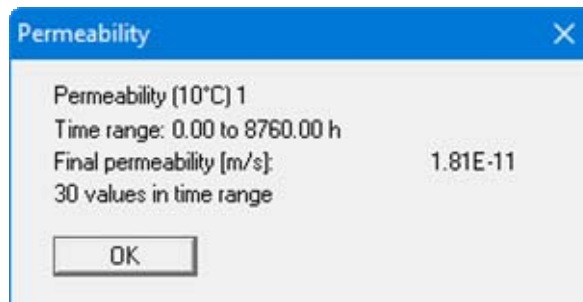 Permeability
Permeability (10°C) 1
Time range: 0.00 to 8760.00 h
Final permeability [m/s]: 1.81E-11
30 values in time range
OK